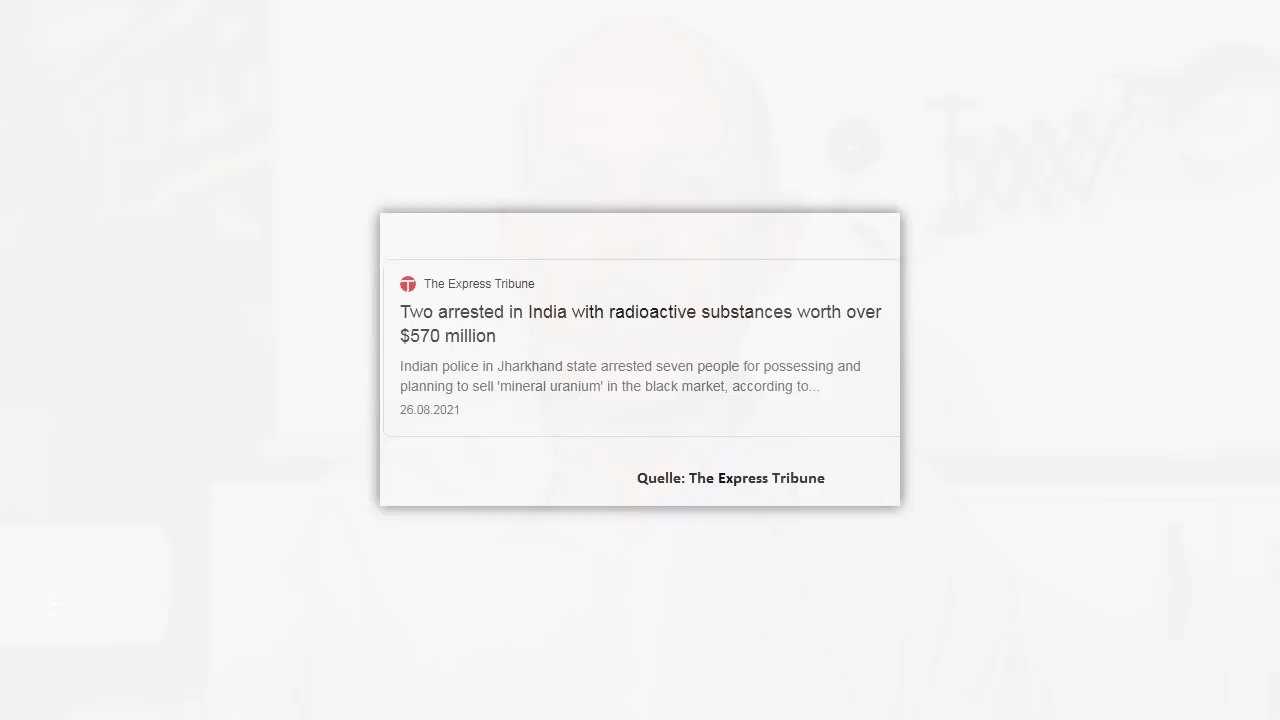 The Express Tribune
Two arrested in India with radioactive substances worth over
$570 million
Indian police in Jharkhand state arrested seven people for possessing and
planning to sell 'mineral uranium' in the black market, according to...
26.08.2021
Quelle: The Express Tribune